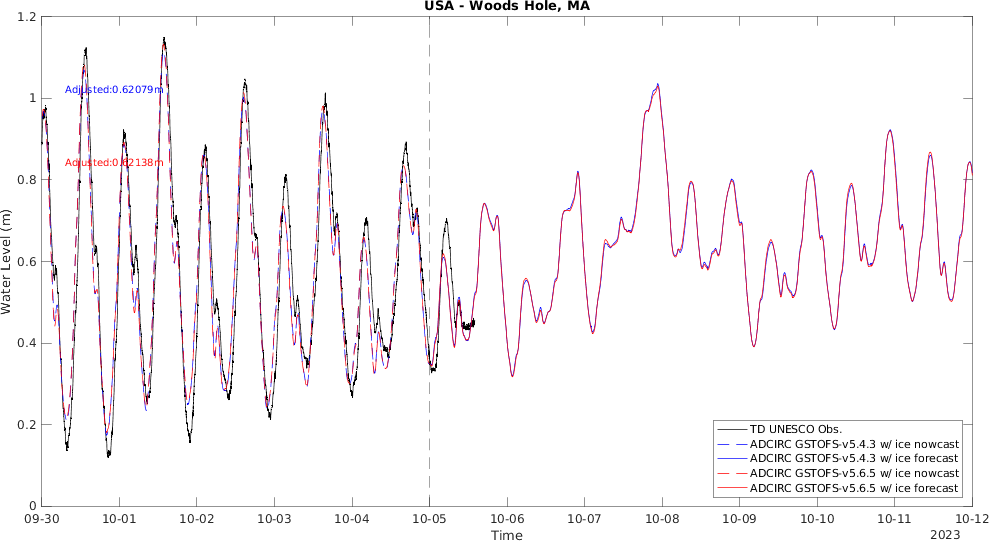 USA - Woods Hole, MA
1.2
1
0.8
0.6
0.4
0.2
0
Water Level (m)
Adjusted:0.62079m
Adjusted:0.62138m
TD UNESCO Obs.
ADCIRC GSTOFS-v5.4.3 w/ ice nowcast
ADCIRC GSTOFS-v5.4.3 w/ ice forecast
ADCIRC GSTOFS-v5.6.5 w/ ice nowcast
ADCIRC GSTOFS-v5.6.5 w/ ice forecast
09-30 10-01 10-02 10-03 10-04 10-05 10-06 10-07 10-08 10-09 10-10 10-11 10-12
Time
2023